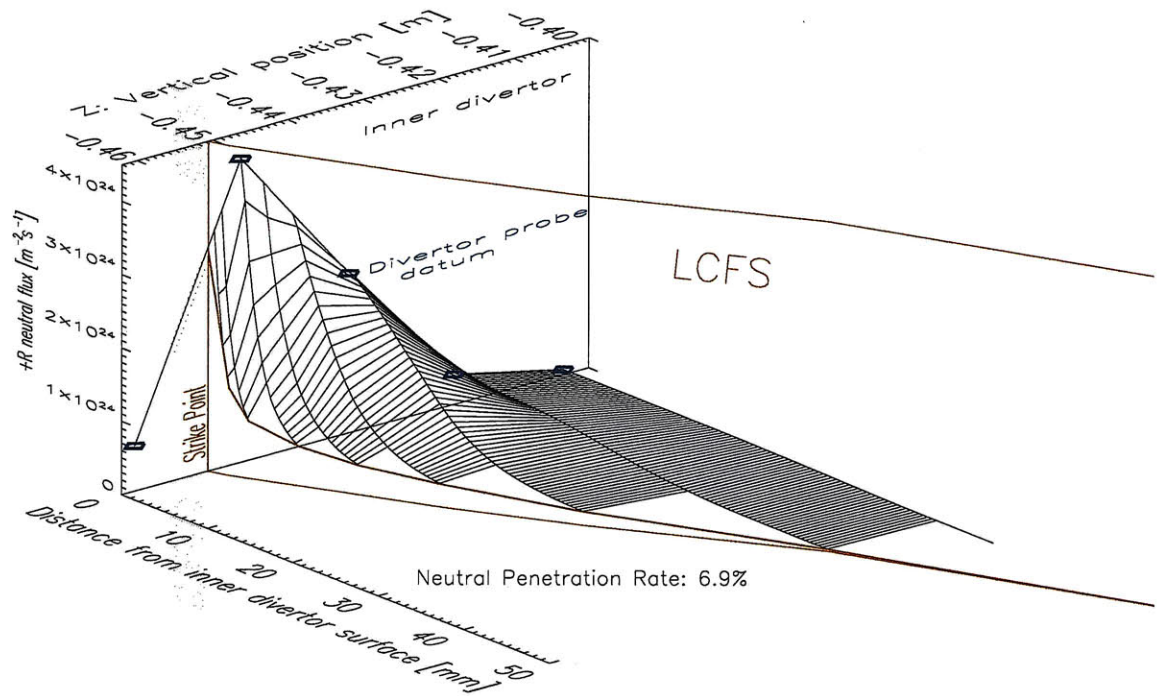 Z: Vertical position [m]
-0.46
-0.45
-0.44
-0.43
-0.42
-0.41
-0.40
Inner divertor
4×10²⁴
3×10²⁴
2×10²⁴
1×10²⁴
0
+R neutral flux [m⁻²s⁻¹]
Divertor probe
datum
LCFS
Strike Point
0
10
20
30
40
50
Distance from inner divertor surface [mm]
Neutral Penetration Rate: 6.9%